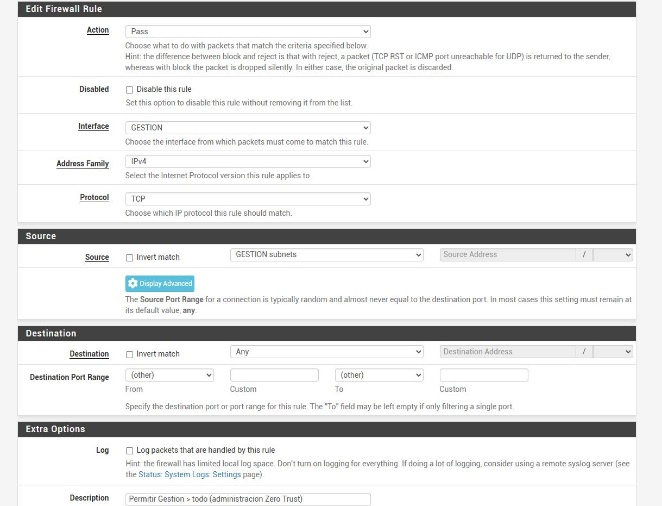 Edit Firewall Rule
Action Pass
Choose what to do with packets that match the criteria specified below.
Hint: the difference between block and reject is that with reject, a packet (TCP RST or ICMP port unreachable for UDP) is returned to the sender,
whereas with block the packet is dropped silently. In either case, the original packet is discarded.
Disabled Disable this rule
Set this option to disable this rule without removing it from the list.
Interface GESTION
Choose the interface from which packets must come to match this rule.
Address Family IPv4
Select the Internet Protocol version this rule applies to
Protocol TCP
Choose which IP protocol this rule should match.
Source
Source Invert match GESTION subnets Source Address /
Display Advanced
The Source Port Range for a connection is typically random and almost never equal to the destination port. In most cases this setting must remain at
its default value, any.
Destination
Destination Invert match Any Destination Address /
Destination Port Range (other) (other)
From Custom To Custom
Specify the destination port or port range for this rule. The "To" field may be left empty if only filtering a single port.
Extra Options
Log Log packets that are handled by this rule
Hint: the firewall has limited local log space. Don't turn on logging for everything. If doing a lot of logging, consider using a remote syslog server (see
the Status: System Logs: Settings page)
Description Permitir Gestion > todo (administracion Zero Trust)